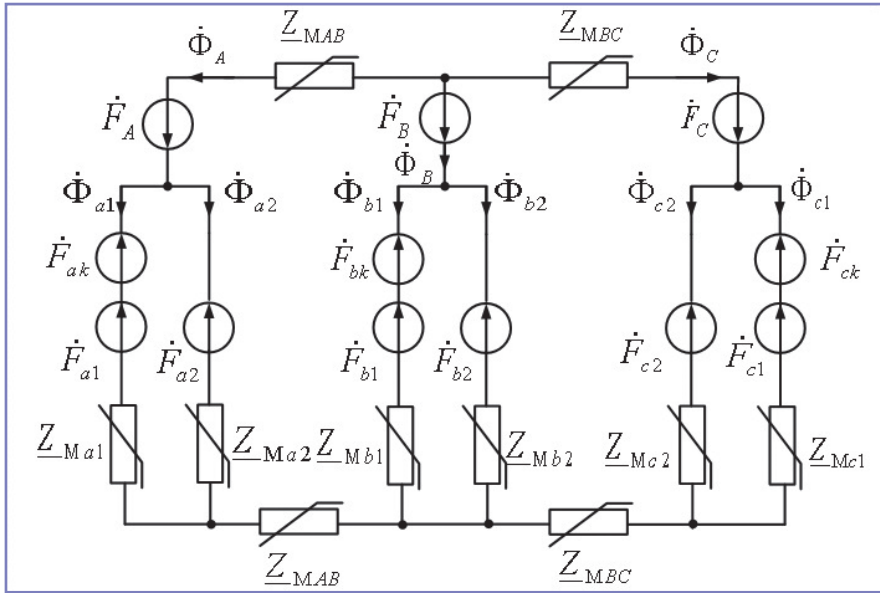 Z_MAB Z_MBC
Φ̇_A Φ̇_C
Ḟ_A Ḟ_B Ḟ_C
Φ̇_B
Φ̇_a1 Φ̇_a2 Φ̇_b1 Φ̇_b2 Φ̇_c2 Φ̇_c1
Ḟ_ak Ḟ_bk Ḟ_ck
Ḟ_a1 Ḟ_a2 Ḟ_b1 Ḟ_b2 Ḟ_c2 Ḟ_c1
Z_Ma1 Z_Ma2 Z_Mb1 Z_Mb2 Z_Mc2 Z_Mc1
Z_MAB Z_MBC